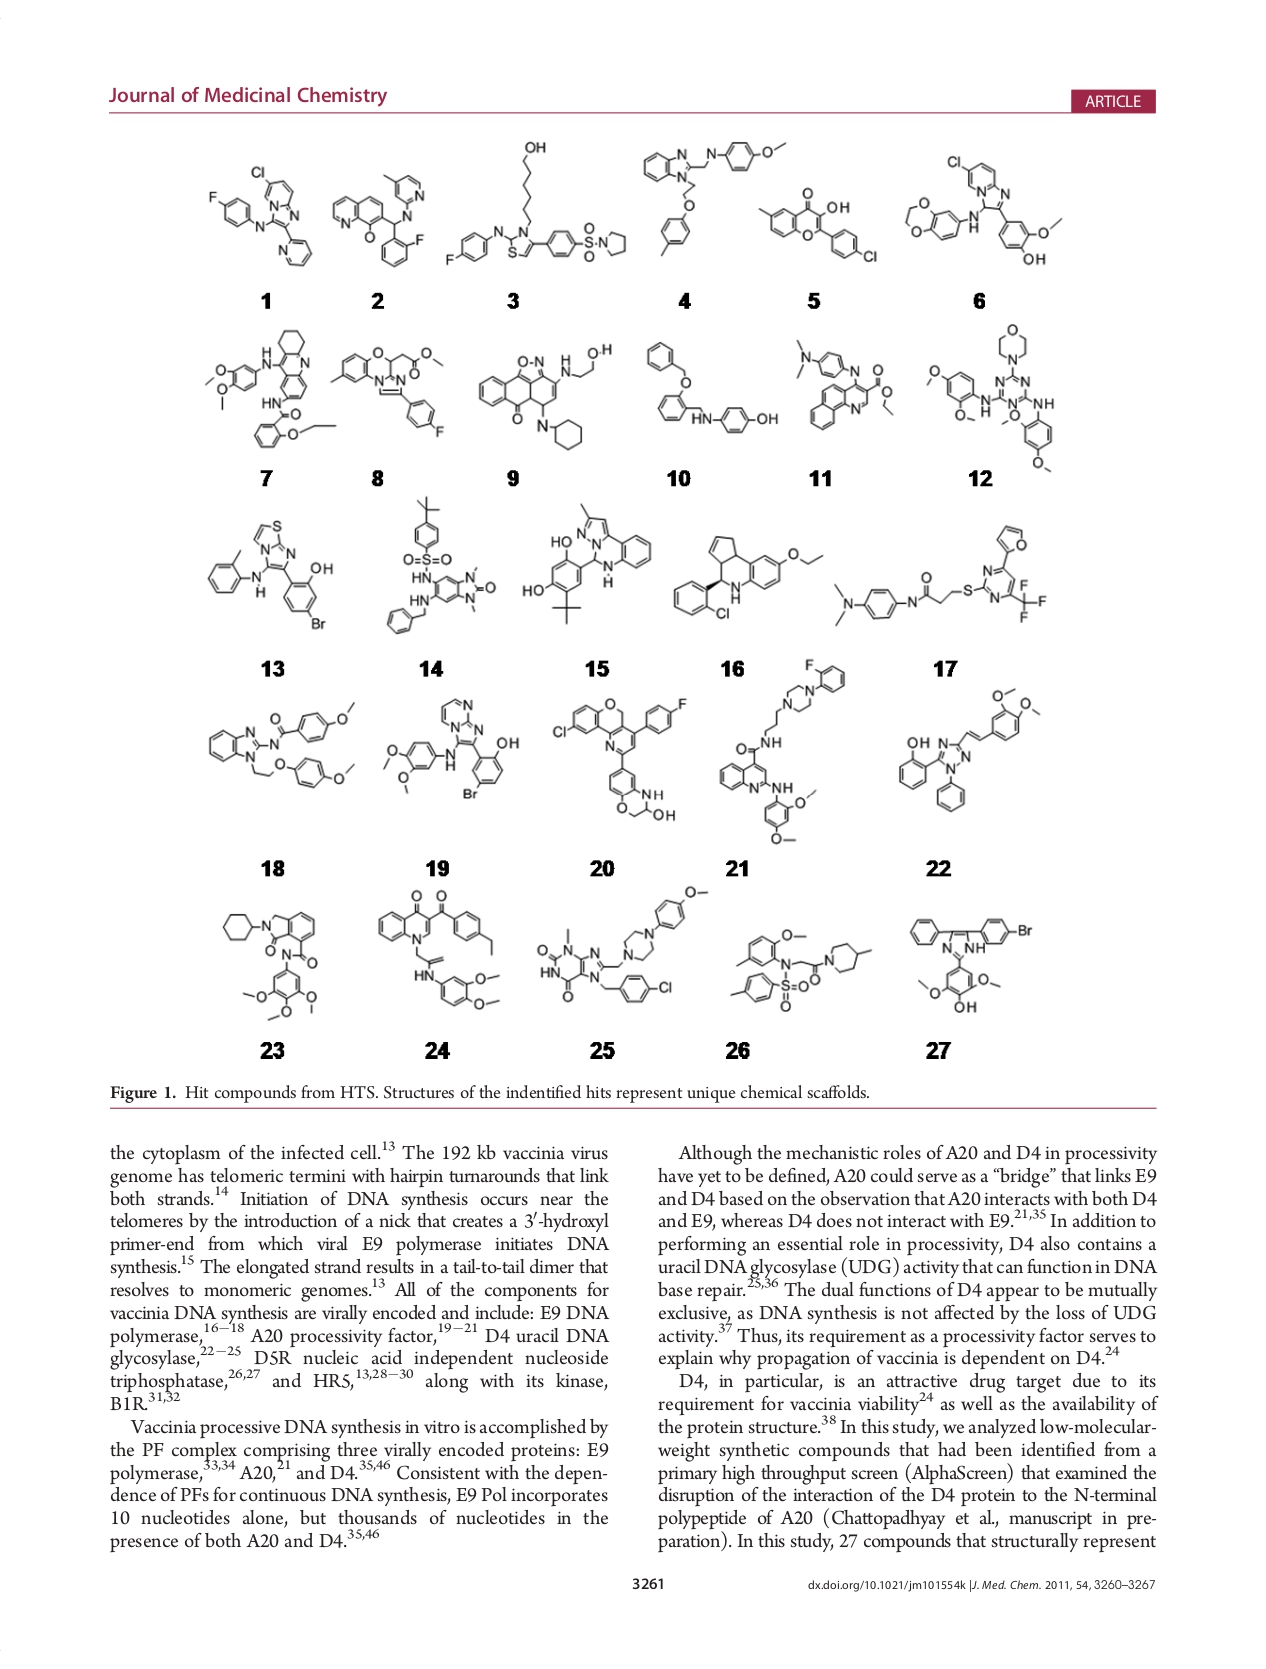 Journal of Medicinal Chemistry
ARTICLE
1 2 3 4 5 6
7 8 9 10 11 12
13 14 15 16 17
18 19 20 21 22
23 24 25 26 27
Figure 1. Hit compounds from HTS. Structures of the indentified hits represent unique chemical scaffolds.
the cytoplasm of the infected cell.13 The 192 kb vaccinia virus
genome has telomeric termini with hairpin turnarounds that link
both strands.14 Initiation of DNA synthesis occurs near the
telomeres by the introduction of a nick that creates a 3′-hydroxyl
primer-end from which viral E9 polymerase initiates DNA
synthesis.15 The elongated strand results in a tail-to-tail dimer that
resolves to monomeric genomes.13 All of the components for
vaccinia DNA synthesis are virally encoded and include: E9 DNA
polymerase,16−18 A20 processivity factor,19−21 D4 uracil DNA
glycosylase,22−25 D5R nucleic acid independent nucleoside
triphosphatase,26,27 and HR5,13,28−30 along with its kinase,
B1R.31,32
Vaccinia processive DNA synthesis in vitro is accomplished by
the PF complex comprising three virally encoded proteins: E9
polymerase,33,34 A20,21 and D4.35,46 Consistent with the depen-
dence of PFs for continuous DNA synthesis, E9 Pol incorporates
10 nucleotides alone, but thousands of nucleotides in the
presence of both A20 and D4.35,46
Although the mechanistic roles of A20 and D4 in processivity
have yet to be defined, A20 could serve as a “bridge” that links E9
and D4 based on the observation that A20 interacts with both D4
and E9, whereas D4 does not interact with E9.21,35 In addition to
performing an essential role in processivity, D4 also contains a
uracil DNA glycosylase (UDG) activity that can function in DNA
base repair.25,36 The dual functions of D4 appear to be mutually
exclusive, as DNA synthesis is not affected by the loss of UDG
activity.37 Thus, its requirement as a processivity factor serves to
explain why propagation of vaccinia is dependent on D4.24
D4, in particular, is an attractive drug target due to its
requirement for vaccinia viability24 as well as the availability of
the protein structure.38 In this study, we analyzed low-molecular-
weight synthetic compounds that had been identified from a
primary high throughput screen (AlphaScreen) that examined the
disruption of the interaction of the D4 protein to the N-terminal
polypeptide of A20 (Chattopadhyay et al., manuscript in pre-
paration). In this study, 27 compounds that structurally represent
3261
dx.doi.org/10.1021/jm101554k |J. Med. Chem. 2011, 54, 3260–3267